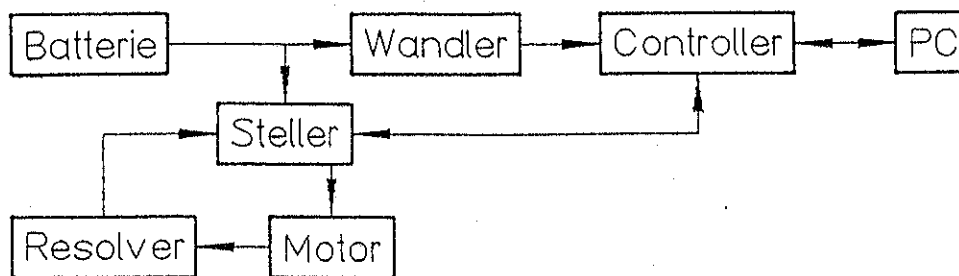 Batterie
Wandler
Controller
PC
Steller
Resolver
Motor